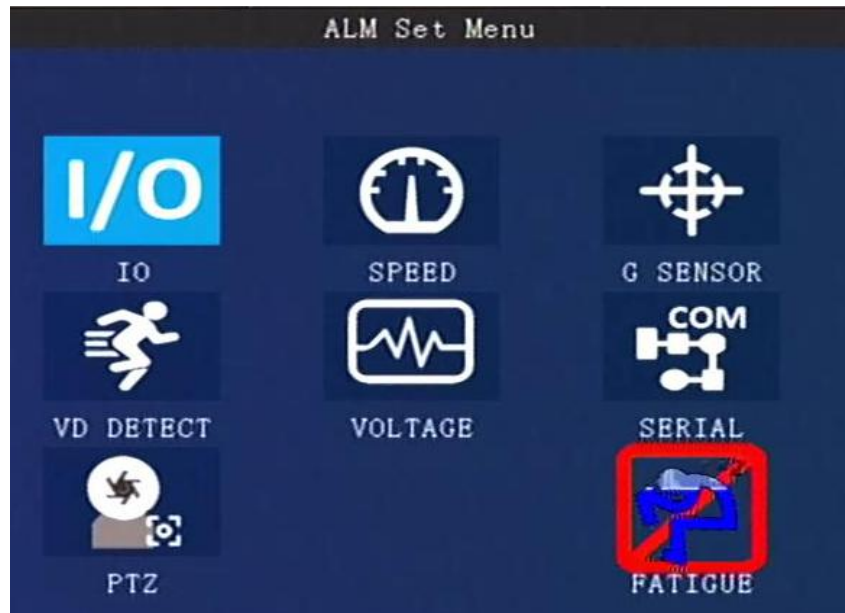 ALM Set Menu
I/O
IO
SPEED
G SENSOR
COM
VD DETECT
VOLTAGE
SERIAL
PTZ
FATIGUE